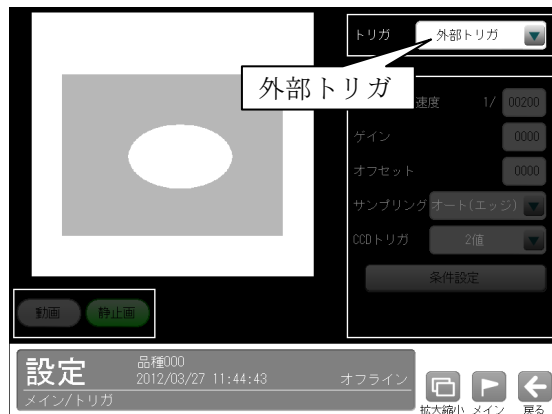 トリガ 外部トリガ
外部トリガ
速度 1/ 00200
ゲイン 0000
オフセット 0000
サンプリング オート(エッジ)
CCDトリガ 2値
条件設定
動画 静止画
設定 品種000
2012/03/27 11:44:43 オフライン
メイン/トリガ
拡大縮小 メイン 戻る